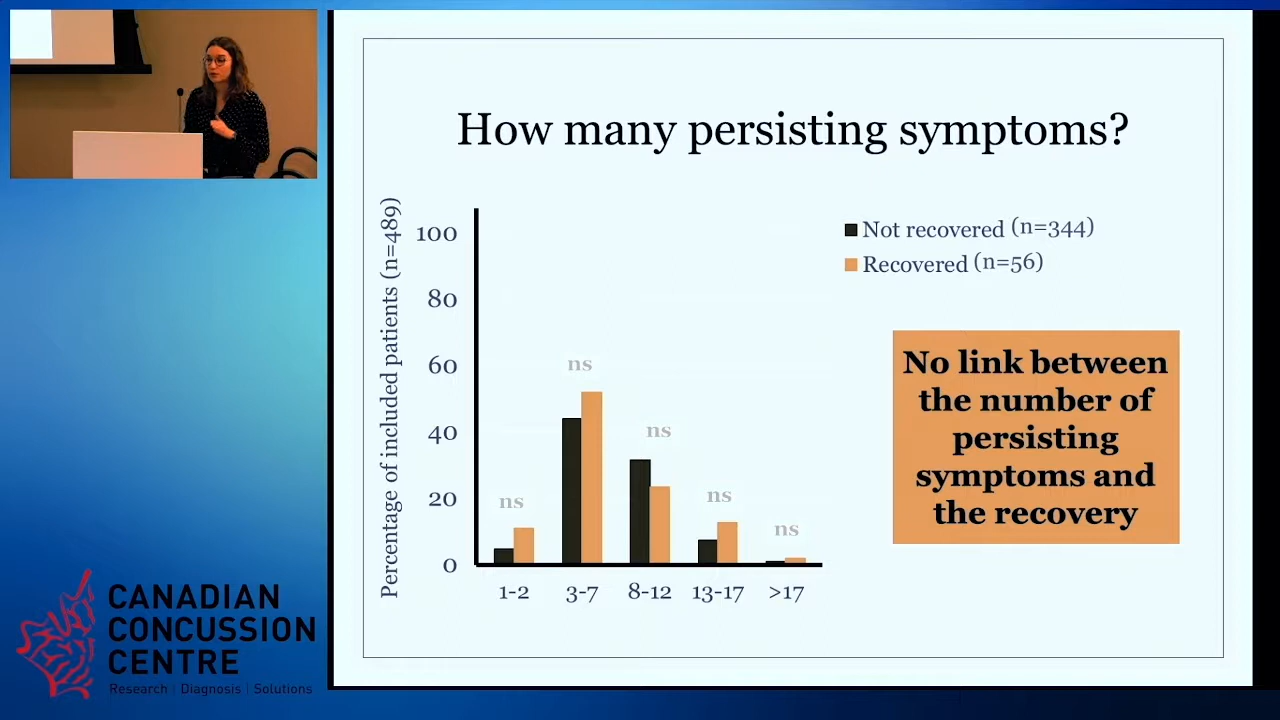 How many persisting symptoms?
Percentage of included patients (n=489)
100
80
60
40
20
0
ns
ns
ns
ns
ns
1-2
3-7
8-12
13-17
>17
Not recovered (n=344)
Recovered (n=56)
No link between
the number of
persisting
symptoms and
the recovery
CANADIAN
CONCUSSION
CENTRE
Research | Diagnosis | Solutions